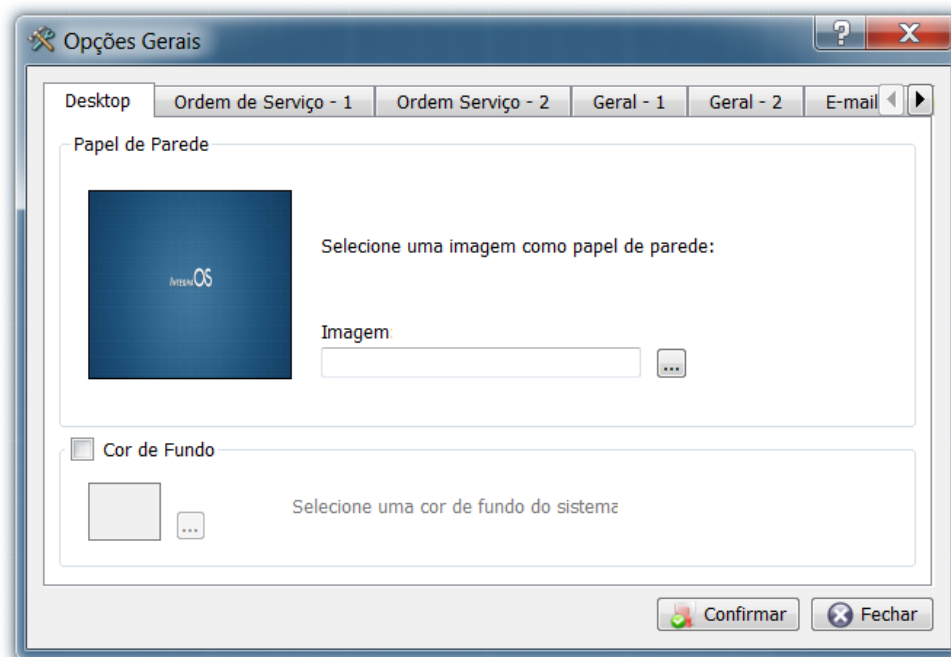 Opções Gerais
?
X
Desktop
Ordem de Serviço - 1
Ordem Serviço - 2
Geral - 1
Geral - 2
E-mail
Papel de Parede
OS
Selecione uma imagem como papel de parede:
Imagem
...
Cor de Fundo
...
Selecione uma cor de fundo do sistema
Confirmar
Fechar